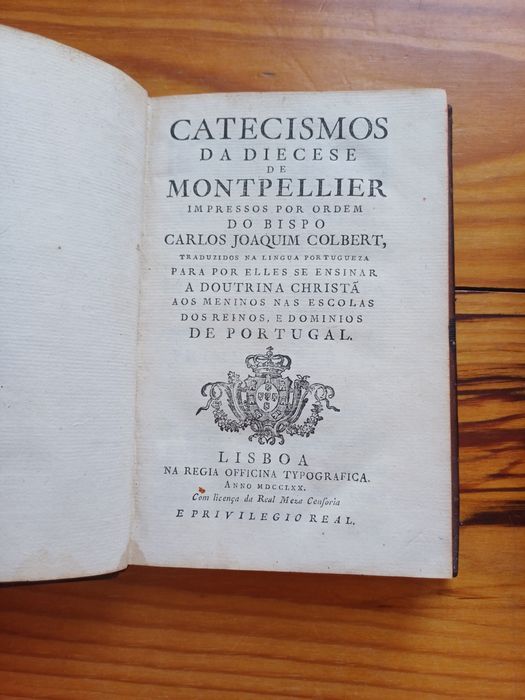 CATECISMOS
DA DIECESE
DE
MONTPELLIER
IMPRESSOS POR ORDEM
DO BISPO
CARLOS JOAQUIM COLBERT,
TRADUZIDOS NA LINGUA PORTUGUEZA
PARA POR ELLES SE ENSINAR
A DOUTRINA CHRISTÃ
AOS MENINOS NAS ESCOLAS
DOS REINOS, E DOMINIOS
DE PORTUGAL.
LISBOA
NA REGIA OFFICINA TYPOGRAFICA.
ANNO MDCCLXX.
Com licença da Real Meza Cenſoria
E PRIVILEGIO REAL.